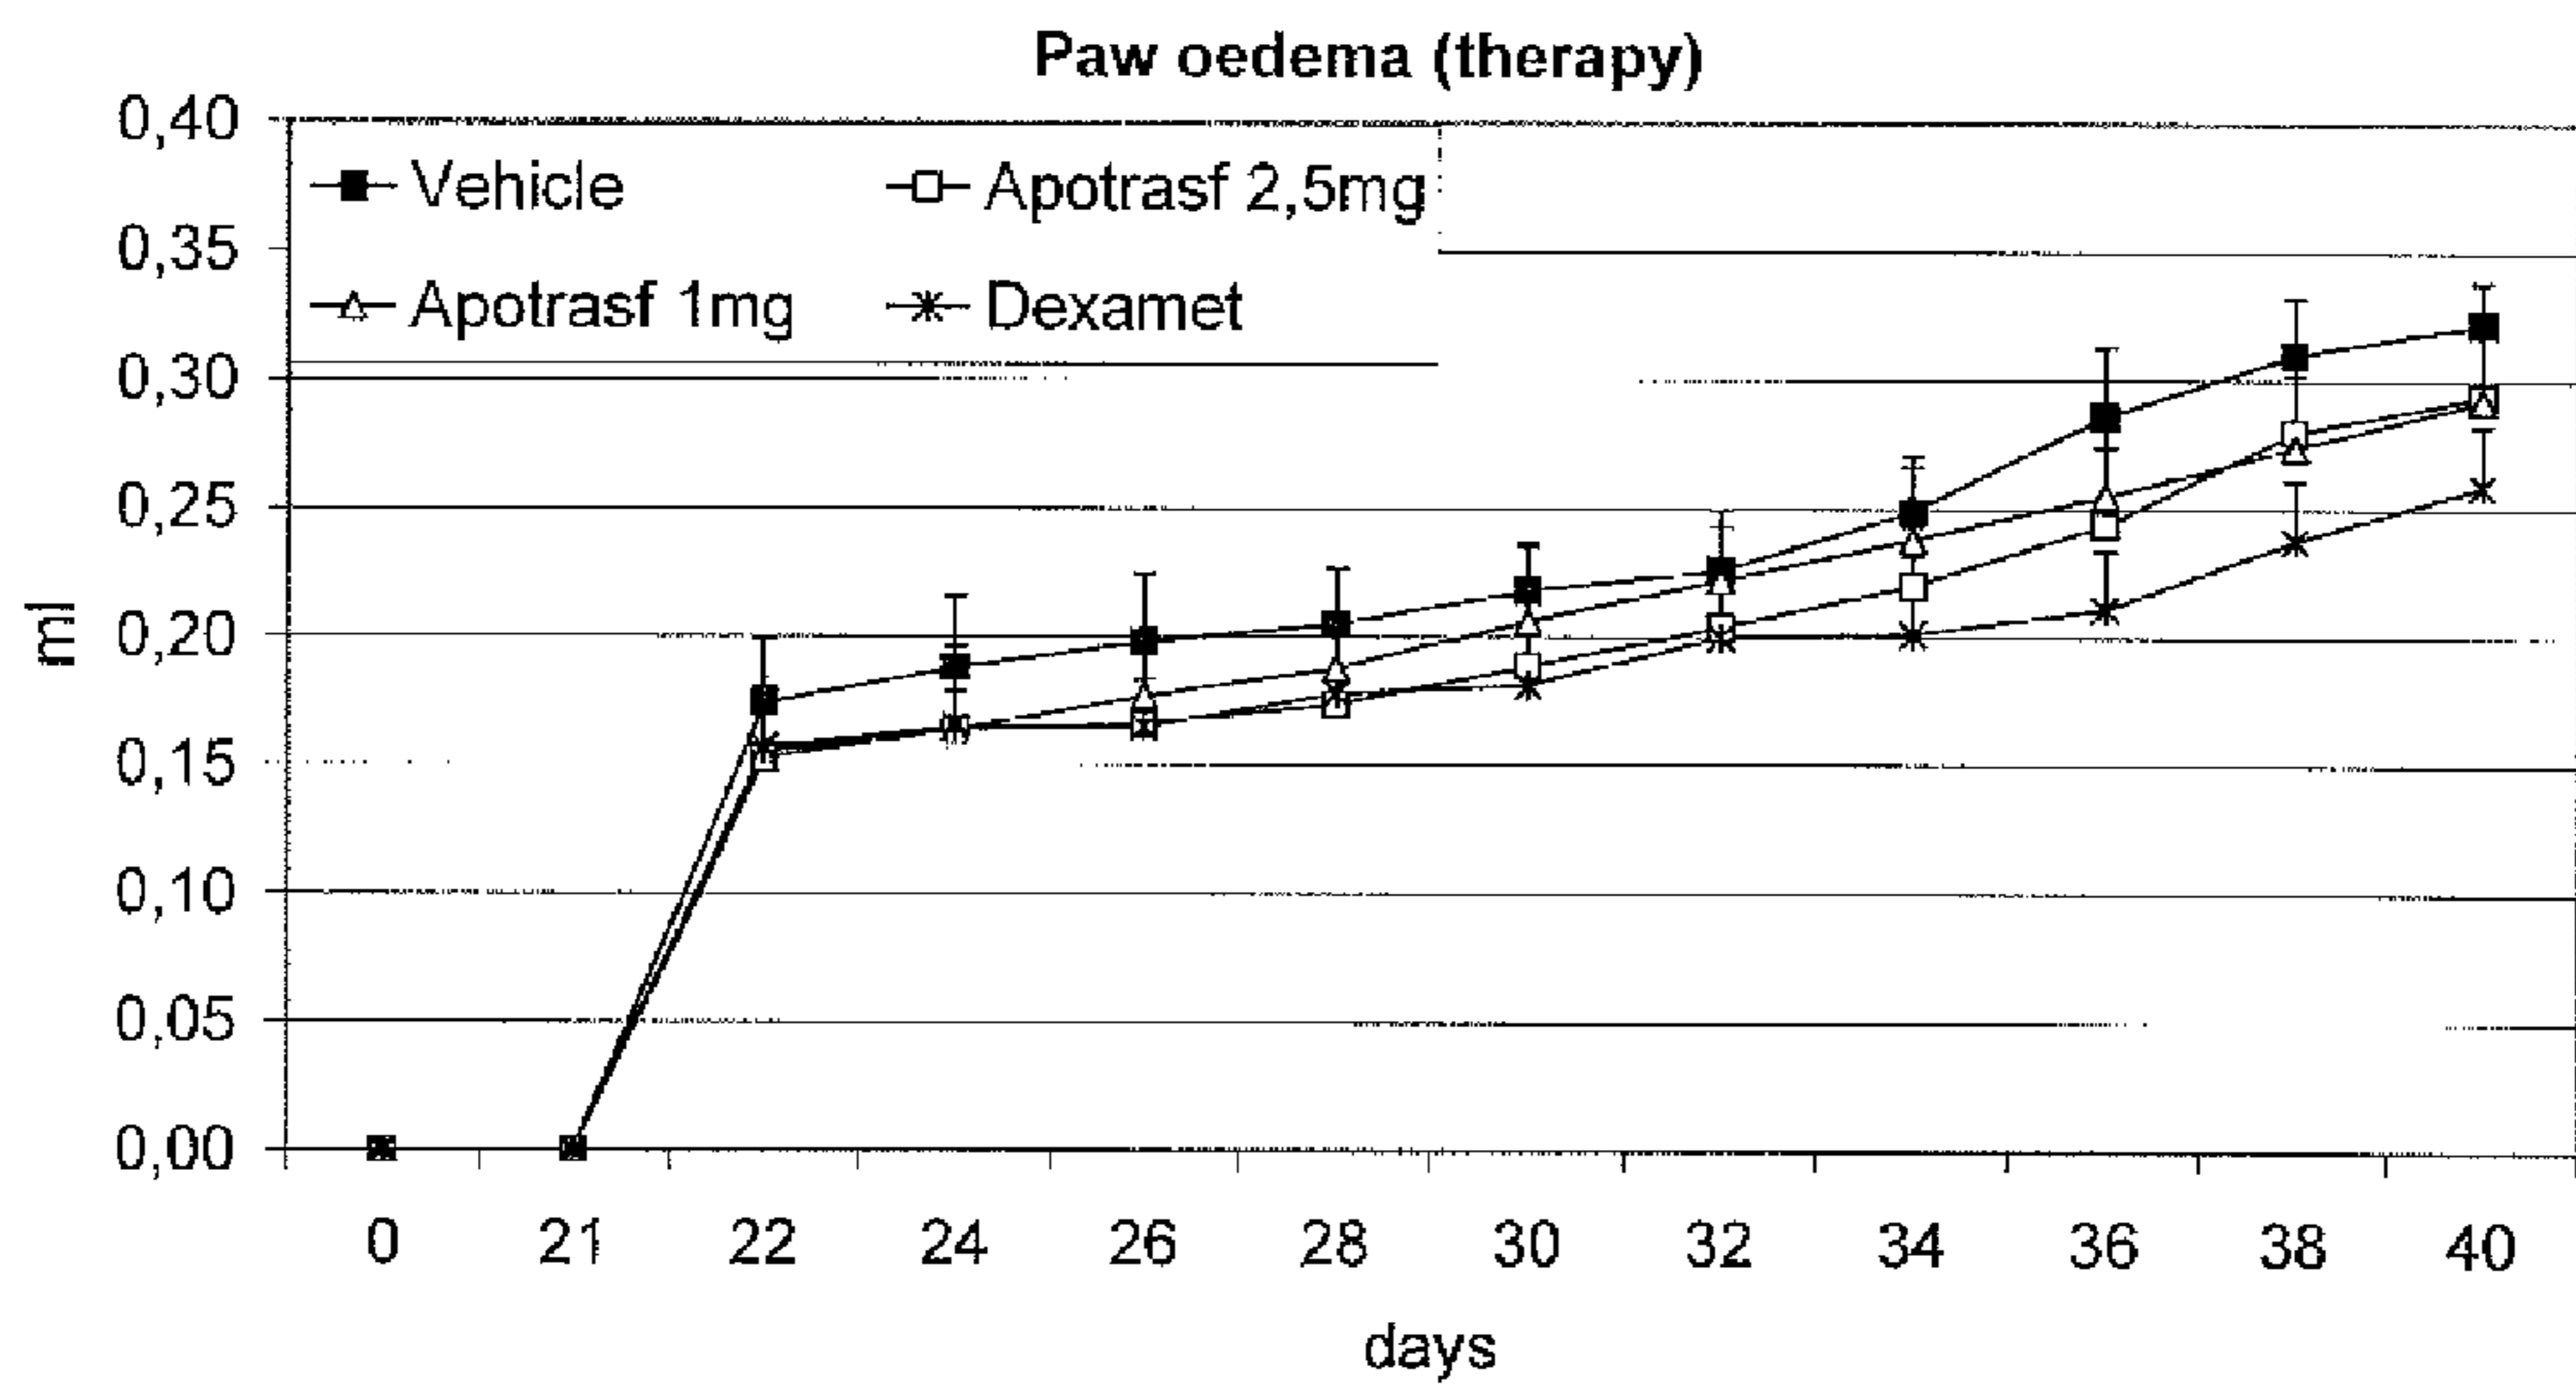 Paw oedema (therapy)
0,40
Vehicle Apotrasf 2,5mg
0,35
Apotrasf 1mg Dexamet
0,30
0,25
0,20
ml
0,15
0,10
0,05
0,00
0 21 22 24 26 28 30 32 34 36 38 40
days